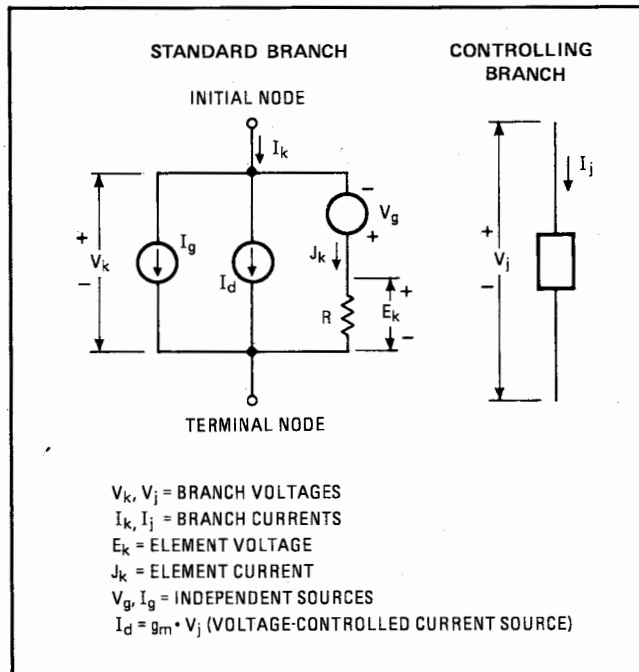 STANDARD BRANCH
CONTROLLING
BRANCH
INITIAL NODE
I_k
I_j
−
V_g
+
+
V_k
−
I_g
I_d
J_k
R
+
E_k
−
+
V_j
−
TERMINAL NODE
V_k, V_j = BRANCH VOLTAGES
I_k, I_j = BRANCH CURRENTS
E_k = ELEMENT VOLTAGE
J_k = ELEMENT CURRENT
V_g, I_g = INDEPENDENT SOURCES
I_d = g_m • V_j (VOLTAGE-CONTROLLED CURRENT SOURCE)